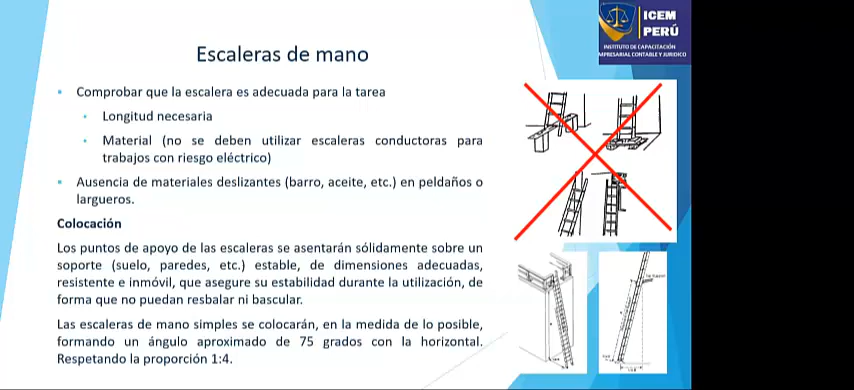 ICEM
PERÚ
INSTITUTO DE CAPACITACIÓN
EMPRESARIAL CONTABLE Y JURIDICO
Escaleras de mano
Comprobar que la escalera es adecuada para la tarea
Longitud necesaria
Material (no se deben utilizar escaleras conductoras para
trabajos con riesgo eléctrico)
Ausencia de materiales deslizantes (barro, aceite, etc.) en peldaños o
largueros.
Colocación
Los puntos de apoyo de las escaleras se asentarán sólidamente sobre un
soporte (suelo, paredes, etc.) estable, de dimensiones adecuadas,
resistente e inmóvil, que asegure su estabilidad durante la utilización, de
forma que no puedan resbalar ni bascular.
Las escaleras de mano simples se colocarán, en la medida de lo posible,
formando un ángulo aproximado de 75 grados con la horizontal.
Respetando la proporción 1:4.